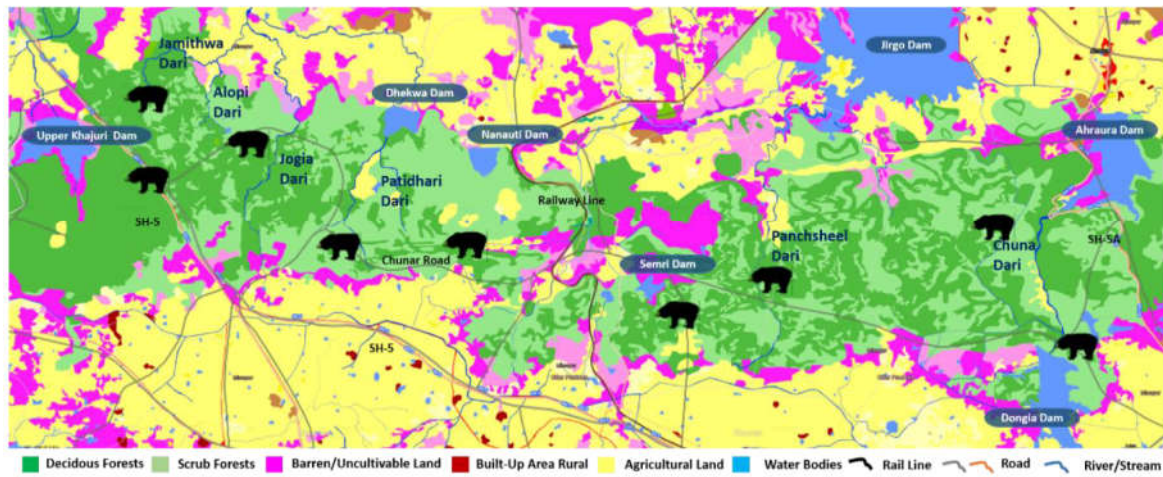 Jamithwa
Dari
Jirgo Dam
Alopi
Dari
Dhekwa Dam
Upper Khajuri Dam
Nanauti Dam
Ahraura Dam
Jogia
Dari
Patidhari
Dari
Railway Line
SH-5
Panchsheel
Dari
Chuna
Dari
SH-5A
Chunar Road
Semri Dam
SH-5
Dongia Dam
Decidous Forests
Scrub Forests
Barren/Uncultivable Land
Built-Up Area Rural
Agricultural Land
Water Bodies
Rail Line
Road
River/Stream